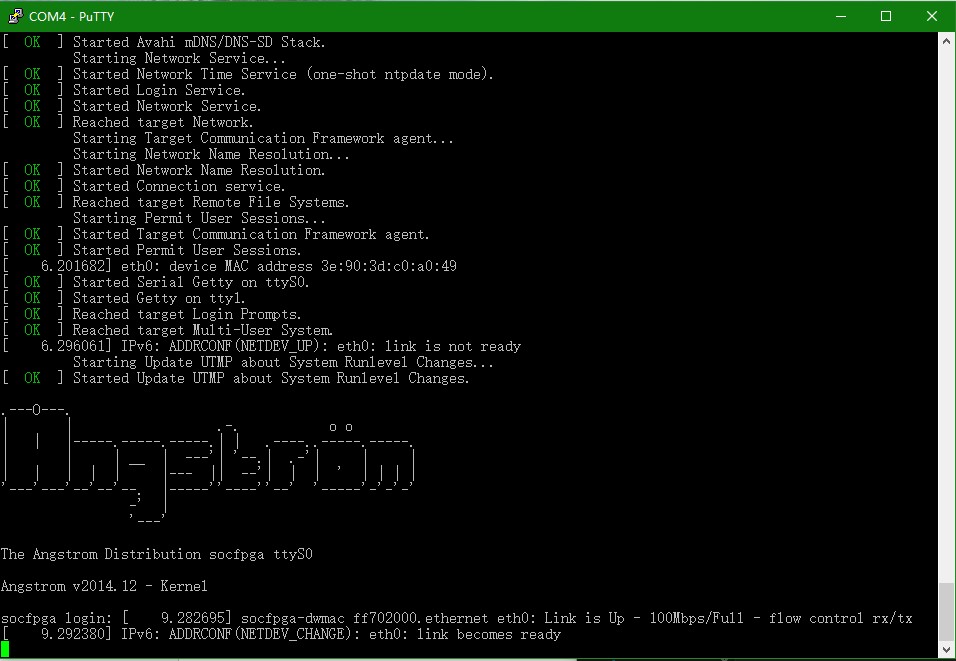 COM4 - PuTTY
[  OK  ] Started Avahi mDNS/DNS-SD Stack.
         Starting Network Service...
[  OK  ] Started Network Time Service (one-shot ntpdate mode).
[  OK  ] Started Login Service.
[  OK  ] Started Network Service.
[  OK  ] Reached target Network.
         Starting Target Communication Framework agent...
         Starting Network Name Resolution...
[  OK  ] Started Network Name Resolution.
[  OK  ] Started Connection service.
[  OK  ] Reached target Remote File Systems.
         Starting Permit User Sessions...
[  OK  ] Started Target Communication Framework agent.
[  OK  ] Started Permit User Sessions.
[    6.201682] eth0: device MAC address 3e:90:3d:c0:a0:49
[  OK  ] Started Serial Getty on ttyS0.
[  OK  ] Started Getty on tty1.
[  OK  ] Reached target Login Prompts.
[  OK  ] Reached target Multi-User System.
[    6.296061] IPv6: ADDRCONF(NETDEV_UP): eth0: link is not ready
         Starting Update UTMP about System Runlevel Changes...
[  OK  ] Started Update UTMP about System Runlevel Changes.
Angström
The Angstrom Distribution socfpga ttyS0
Angstrom v2014.12 - Kernel
socfpga login: [    9.282695] socfpga-dwmac ff702000.ethernet eth0: Link is Up - 100Mbps/Full - flow control rx/tx
[    9.292380] IPv6: ADDRCONF(NETDEV_CHANGE): eth0: link becomes ready